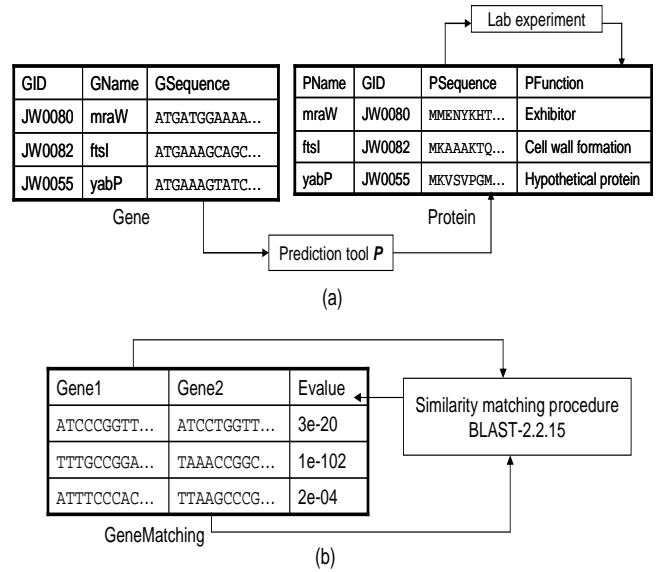 Lab experiment
GID GName GSequence
JW0080 mraW ATGATGGAAAA...
JW0082 ftsI ATGAAAGCAGC...
JW0055 yabP ATGAAAGTATC...
Gene
PName GID PSequence PFunction
mraW JW0080 MMENYKHT... Exhibitor
ftsI JW0082 MKAAAKTQ... Cell wall formation
yabP JW0055 MKVSVPGM... Hypothetical protein
Protein
Prediction tool P
(a)
Gene1 Gene2 Evalue
ATCCCGGTT... ATCCTGGTT... 3e-20
TTTGCCGGA... TAAACCGGC... 1e-102
ATTTCCCAC... TTAAGCCCG... 2e-04
GeneMatching
Similarity matching procedure
BLAST-2.2.15
(b)